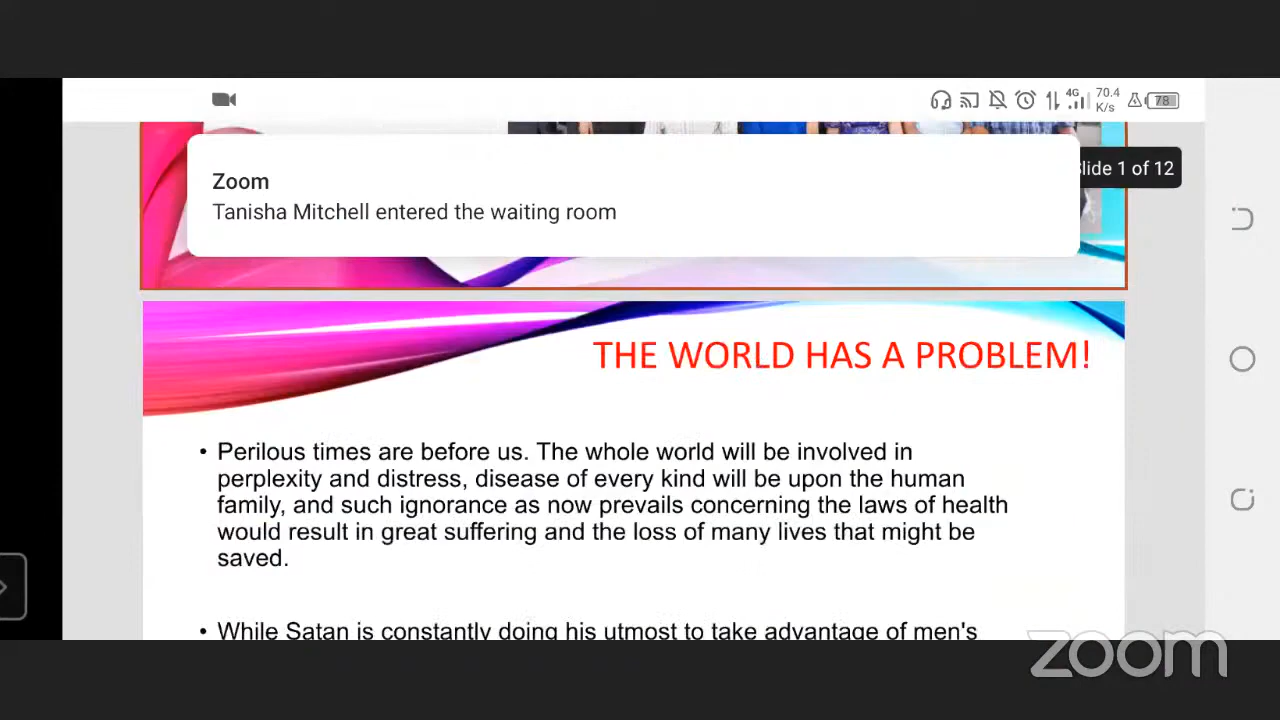 4G 70.4
K/s
78
Zoom
Tanisha Mitchell entered the waiting room
lide 1 of 12
THE WORLD HAS A PROBLEM!
• Perilous times are before us. The whole world will be involved in
perplexity and distress, disease of every kind will be upon the human
family, and such ignorance as now prevails concerning the laws of health
would result in great suffering and the loss of many lives that might be
saved.
• While Satan is constantly doing his utmost to take advantage of men's
zoom